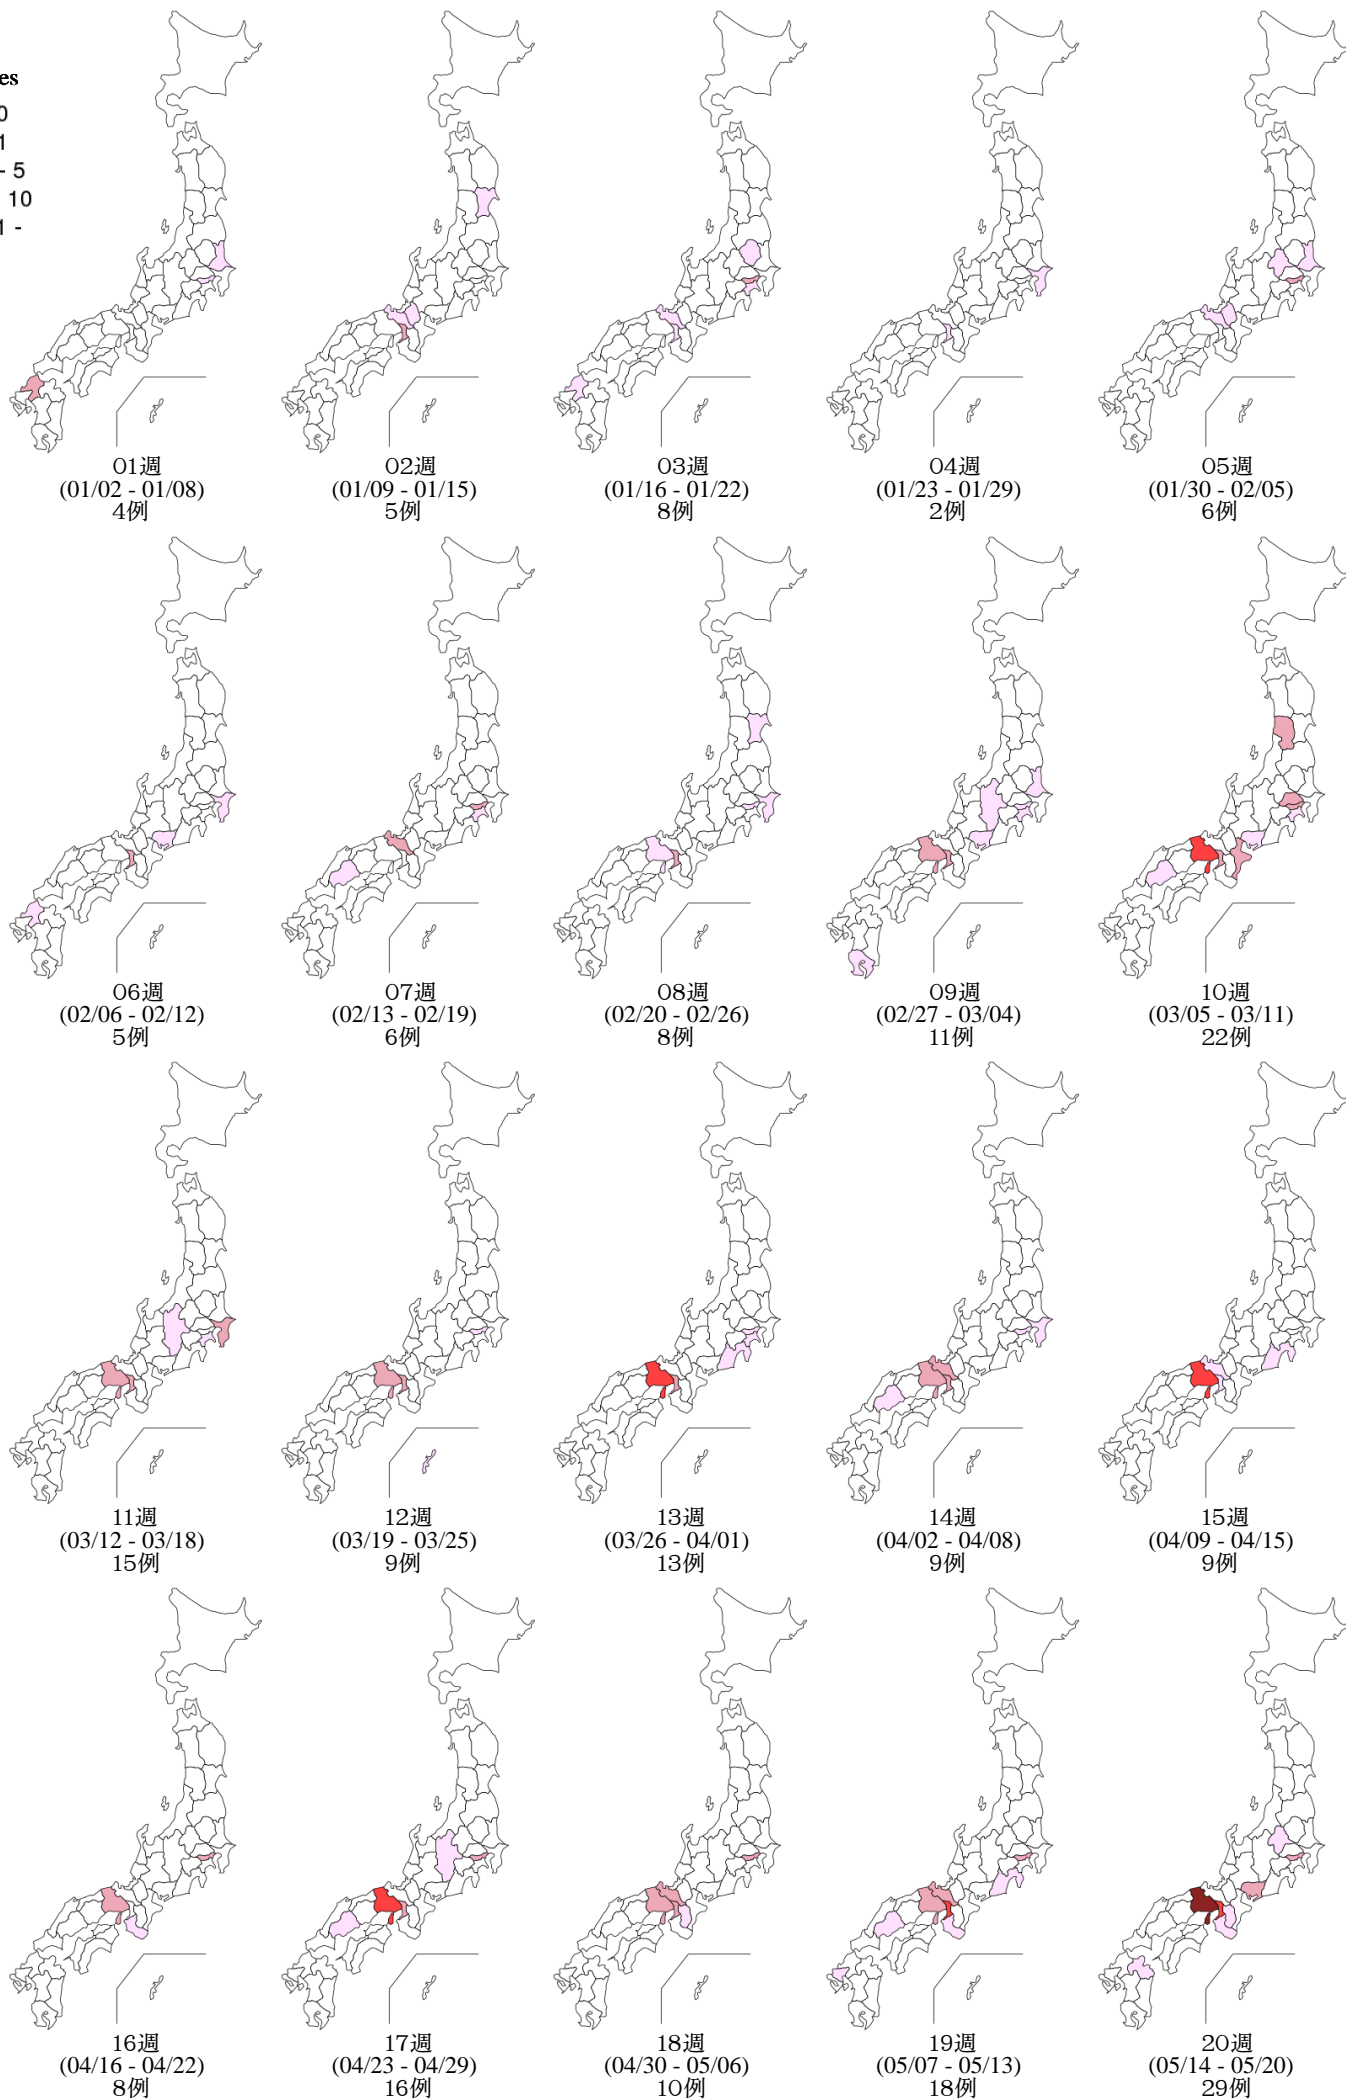 es
0
1
- 5
10
1 -
01週
(01/02 - 01/08)
4例
02週
(01/09 - 01/15)
5例
03週
(01/16 - 01/22)
8例
04週
(01/23 - 01/29)
2例
05週
(01/30 - 02/05)
6例
06週
(02/06 - 02/12)
5例
07週
(02/13 - 02/19)
6例
08週
(02/20 - 02/26)
8例
09週
(02/27 - 03/04)
11例
10週
(03/05 - 03/11)
22例
11週
(03/12 - 03/18)
15例
12週
(03/19 - 03/25)
9例
13週
(03/26 - 04/01)
13例
14週
(04/02 - 04/08)
9例
15週
(04/09 - 04/15)
9例
16週
(04/16 - 04/22)
8例
17週
(04/23 - 04/29)
16例
18週
(04/30 - 05/06)
10例
19週
(05/07 - 05/13)
18例
20週
(05/14 - 05/20)
29例